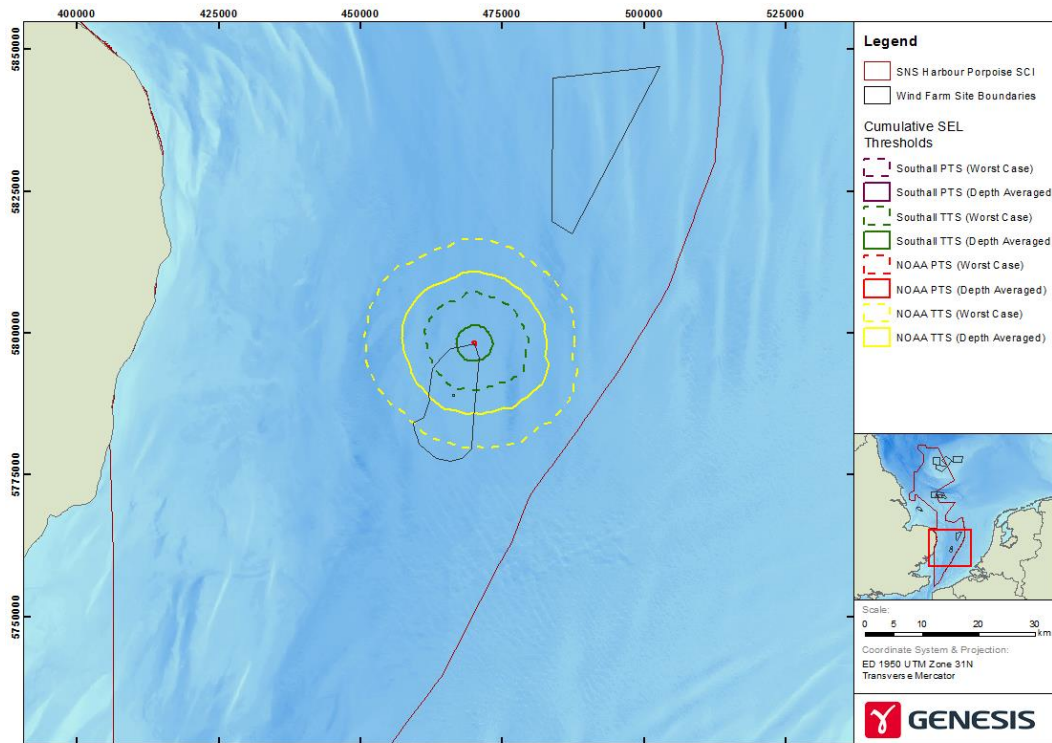 400000 425000 450000 475000 500000 525000
5850000
5825000
5800000
5775000
5750000
Legend
SNS Harbour Porpoise SCI
Wind Farm Site Boundaries
Cumulative SEL
Thresholds
Southall PTS (Worst Case)
Southall PTS (Depth Averaged
Southall TTS (Worst Case)
Southall TTS (Depth Averaged)
NOAA PTS (Worst Case)
NOAA PTS (Depth Averaged)
NOAA TTS (Worst Case)
NOAA TTS (Depth Averaged)
Scale:
0 5 10 20 30
km
Coordinate System & Projection:
ED 1950 UTM Zone 31N
Transverse Mercator
GENESIS